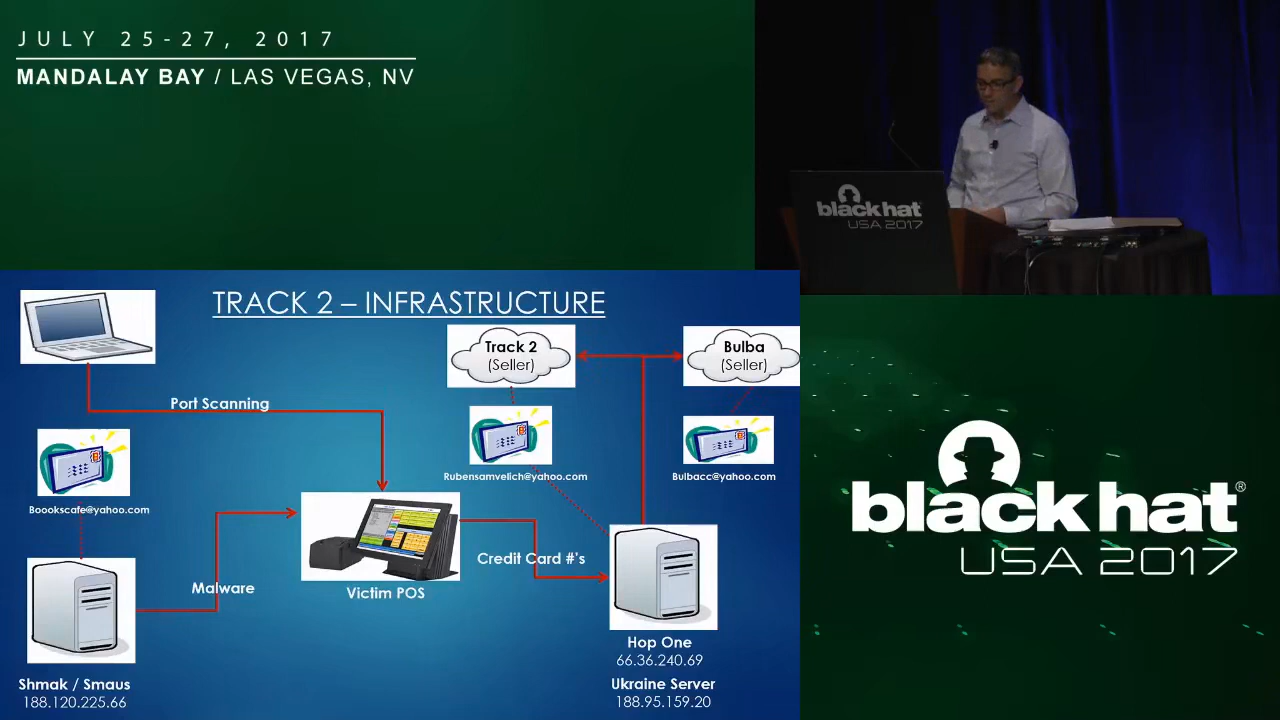 JULY 25-27, 2017
MANDALAY BAY / LAS VEGAS, NV
black hat
USA 2017
TRACK 2 – INFRASTRUCTURE
Track 2
(Seller)
Bulba
(Seller)
Port Scanning
Rubensamvelich@yahoo.com
Bulbacc@yahoo.com
Boookscafe@yahoo.com
Credit Card #'s
Malware
Victim POS
Hop One
66.36.240.69
Ukraine Server
188.95.159.20
Shmak / Smaus
188.120.225.66
black hat®
USA 2017